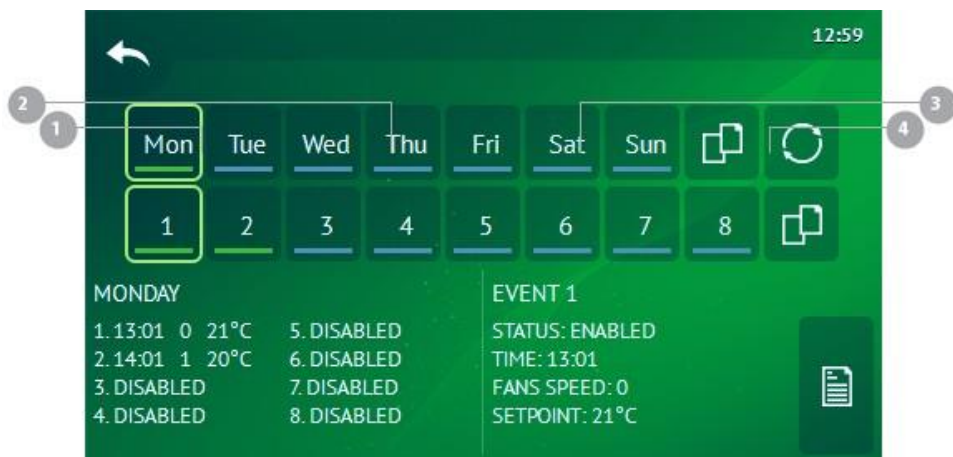 12:59
2 3
1 4
Mon Tue Wed Thu Fri Sat Sun
1 2 3 4 5 6 7 8
MONDAY
1. 13:01 0 21°C 5. DISABLED
2. 14:01 1 20°C 6. DISABLED
3. DISABLED 7. DISABLED
4. DISABLED 8. DISABLED
EVENT 1
STATUS: ENABLED
TIME: 13:01
FANS SPEED: 0
SETPOINT: 21°C